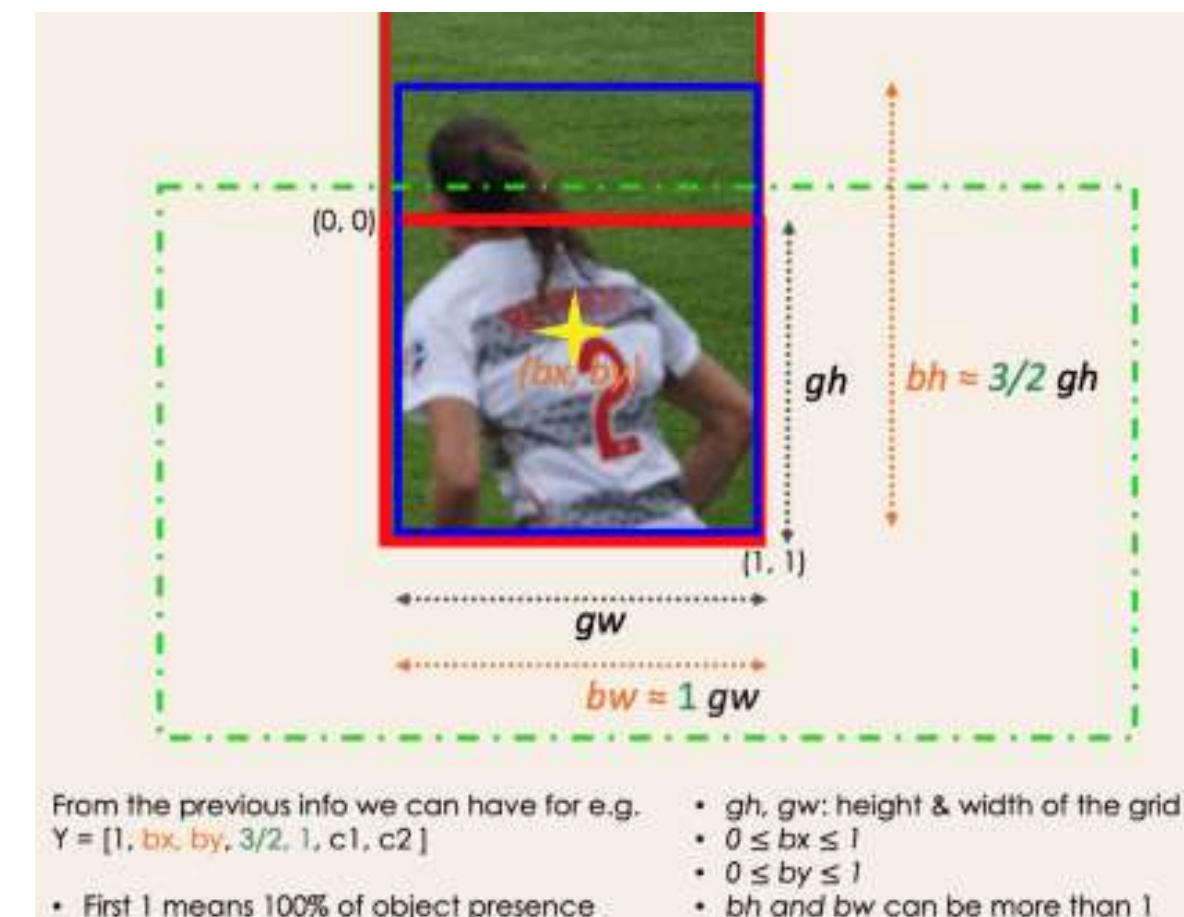 (0, 0)
(bx, by)
2
gh
bh ≈ 3/2 gh
(1, 1)
gw
bw ≈ 1 gw
From the previous info we can have for e.g.
Y = [1, bx, by, 3/2, 1, c1, c2 ]
• First 1 means 100% of object presence
• gh, gw: height & width of the grid
• 0 ≤ bx ≤ 1
• 0 ≤ by ≤ 1
• bh and bw can be more than 1